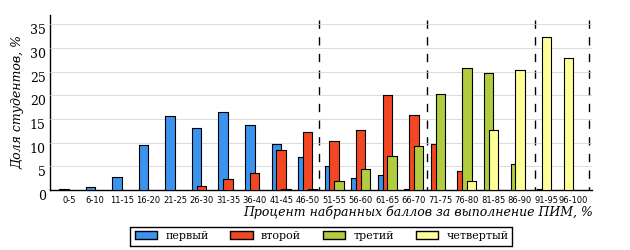 Доля студентов, %
35
30
25
20
15
10
5
0
0-5 6-10 11-15 16-20 21-25 26-30 31-35 36-40 41-45 46-50 51-55 56-60 61-65 66-70 71-75 76-80 81-85 86-90 91-95 96-100
Процент набранных баллов за выполнение ПИМ, %
первый второй третий четвертый